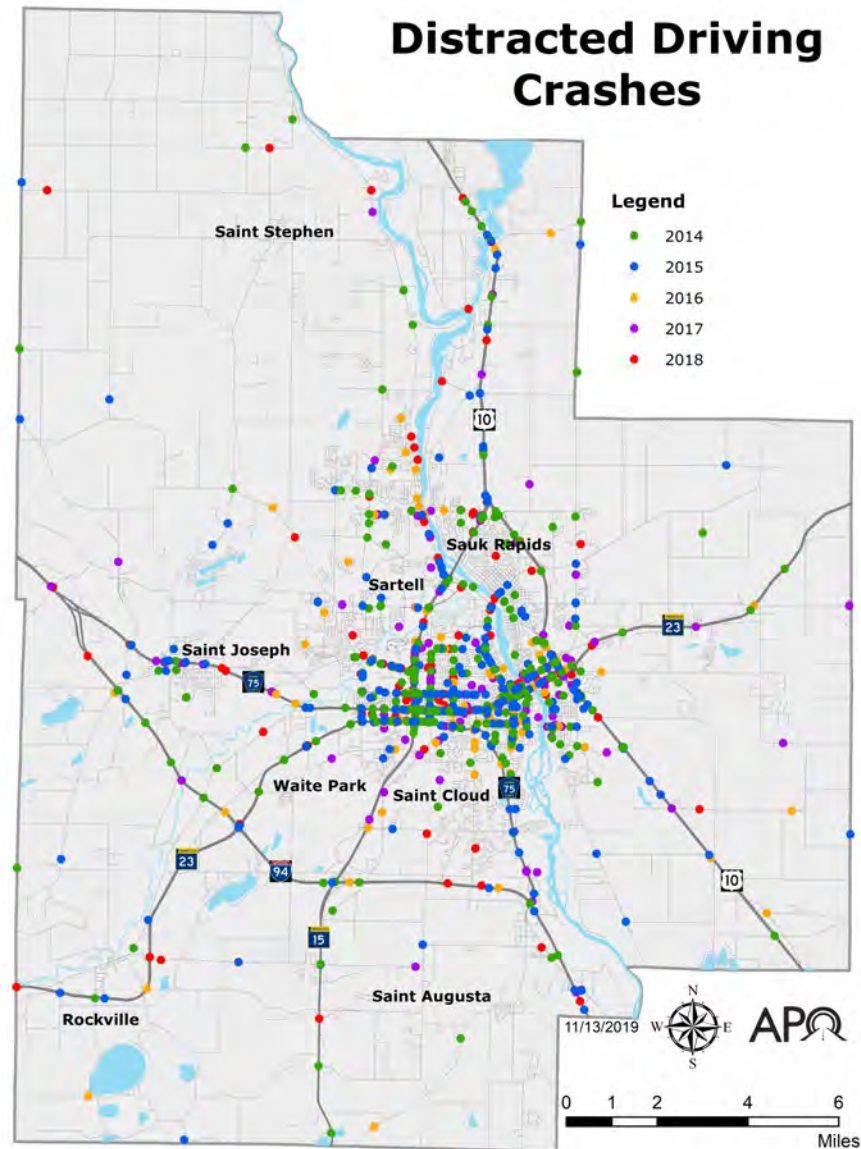 Distracted Driving
Crashes
Legend
2014
2015
2016
2017
2018
Saint Stephen
10
Sauk Rapids
Sartell
23
Saint Joseph
75
Waite Park
Saint Cloud
75
23
94
10
15
Saint Augusta
Rockville
11/13/2019
N
W
E
S
APO
0 1 2 4 6
Miles